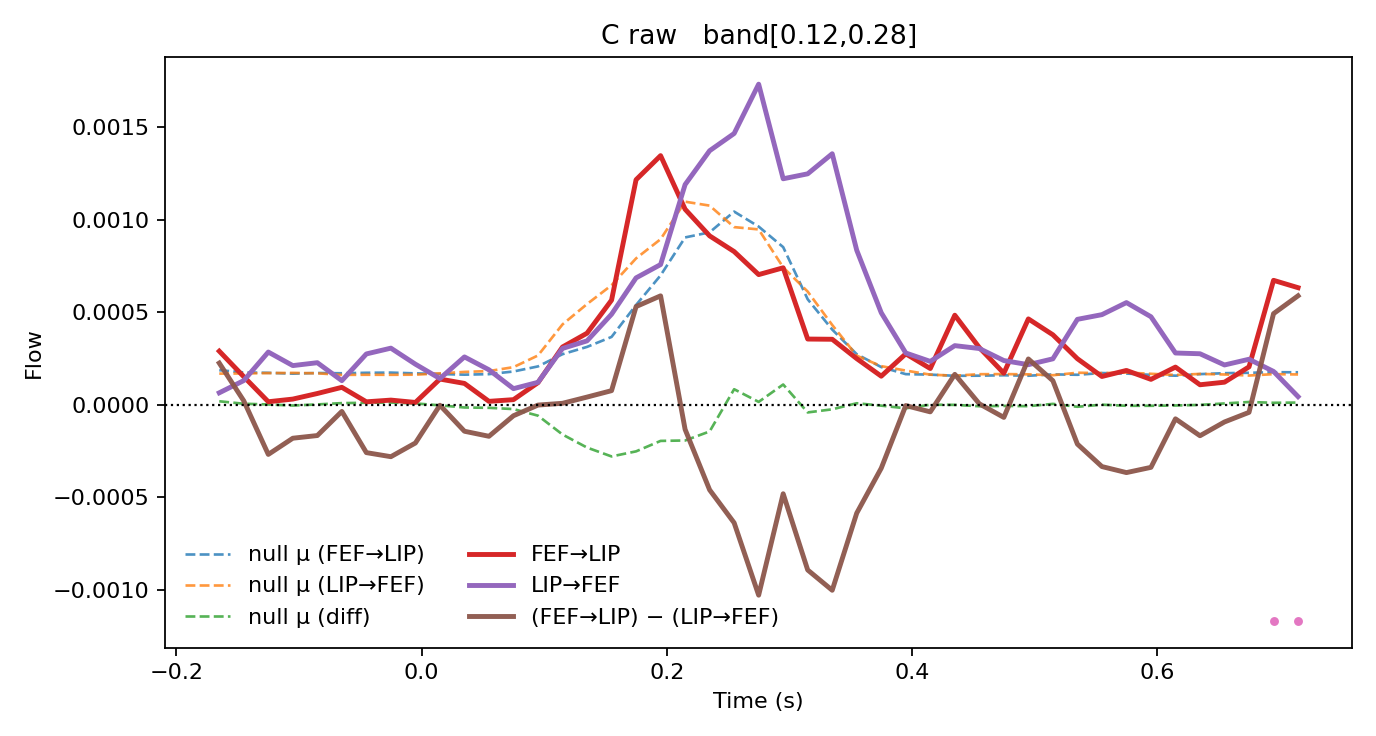 C raw   band[0.12,0.28]
Flow
0.0015
0.0010
0.0005
0.0000
−0.0005
−0.0010
null μ (FEF→LIP)
null μ (LIP→FEF)
null μ (diff)
FEF→LIP
LIP→FEF
(FEF→LIP) − (LIP→FEF)
−0.2
0.0
0.2
0.4
0.6
Time (s)